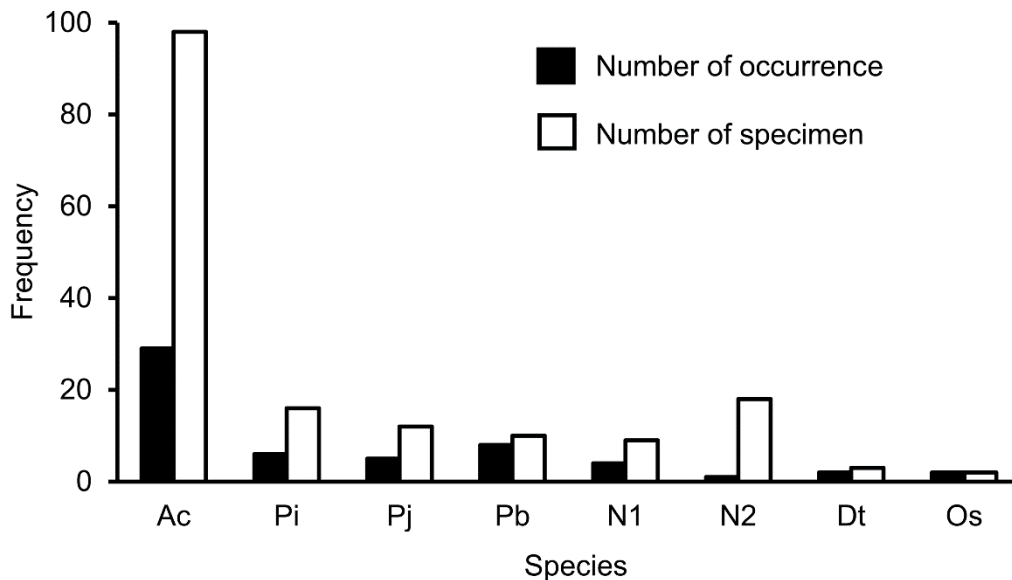 100
80
60
40
20
0
Frequency
Number of occurrence
Number of specimen
Ac Pi Pj Pb N1 N2 Dt Os
Species